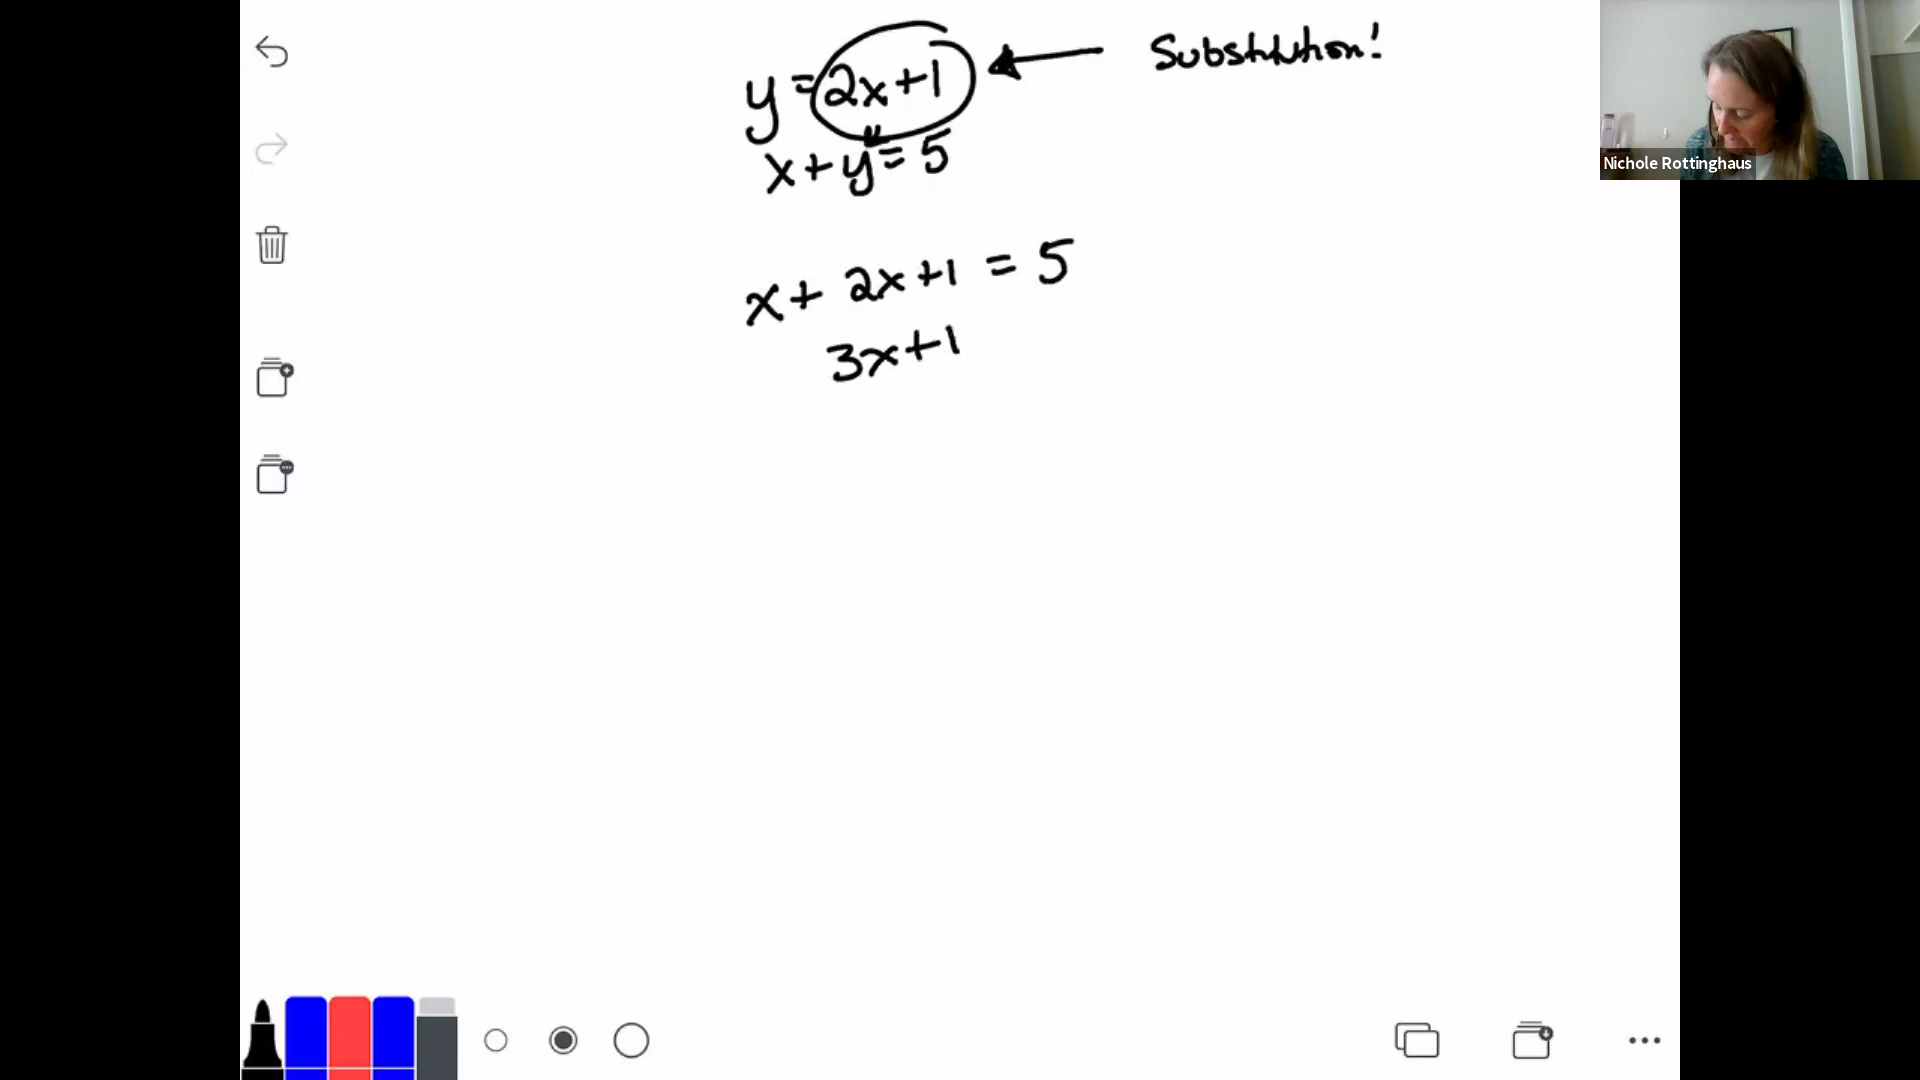 y = 2x+1 Substitution!
x + y = 5
x + 2x+1 = 5
3x+1
Nichole Rottinghaus